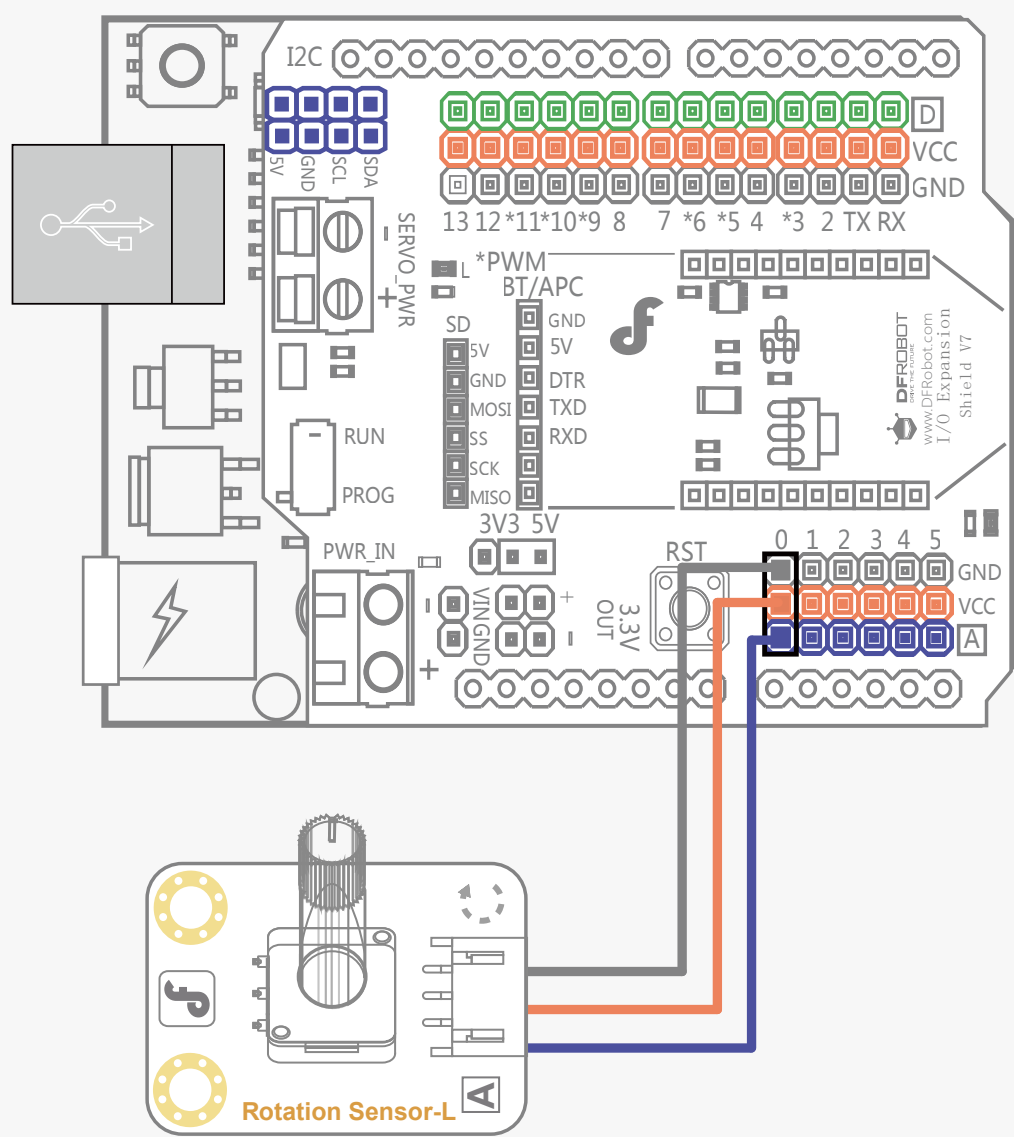 I2C
D
VCC
GND
5V
GND
SCL
SDA
13 12 *11 *10 *9 8 7 *6 *5 4 *3 2 TX RX
SERVO_PWR
-
+
L
*PWM
BT/APC
GND
5V
DTR
TXD
RXD
SD
5V
GND
MOSI
SS
SCK
MISO
DFROBOT
DRIVE THE FUTURE
www.DFRobot.com
I/O Expansion
Shield V7
RUN
PROG
3V3 5V
PWR_IN
-
+
VIN
GND
+
-
RST
3.3V
OUT
0 1 2 3 4 5
GND
VCC
A
Rotation Sensor-L
A